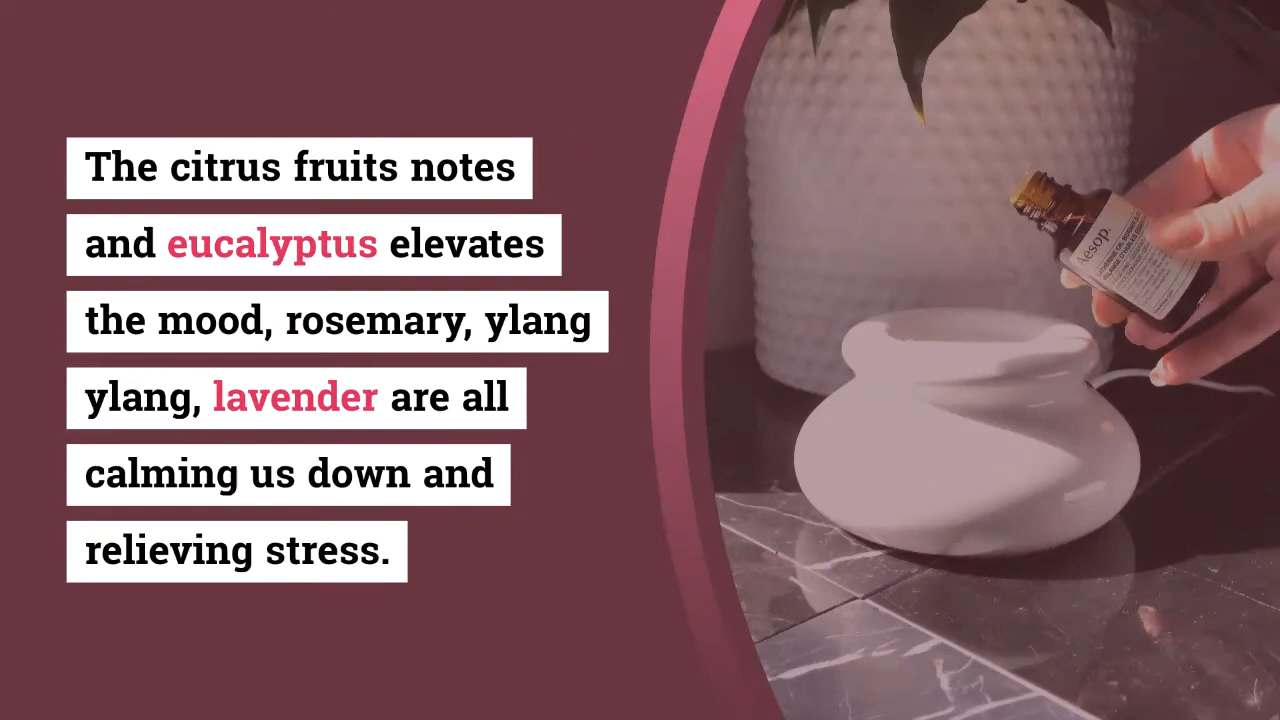 The citrus fruits notes
and eucalyptus elevates
the mood, rosemary, ylang
ylang, lavender are all
calming us down and
relieving stress.
Aesop.